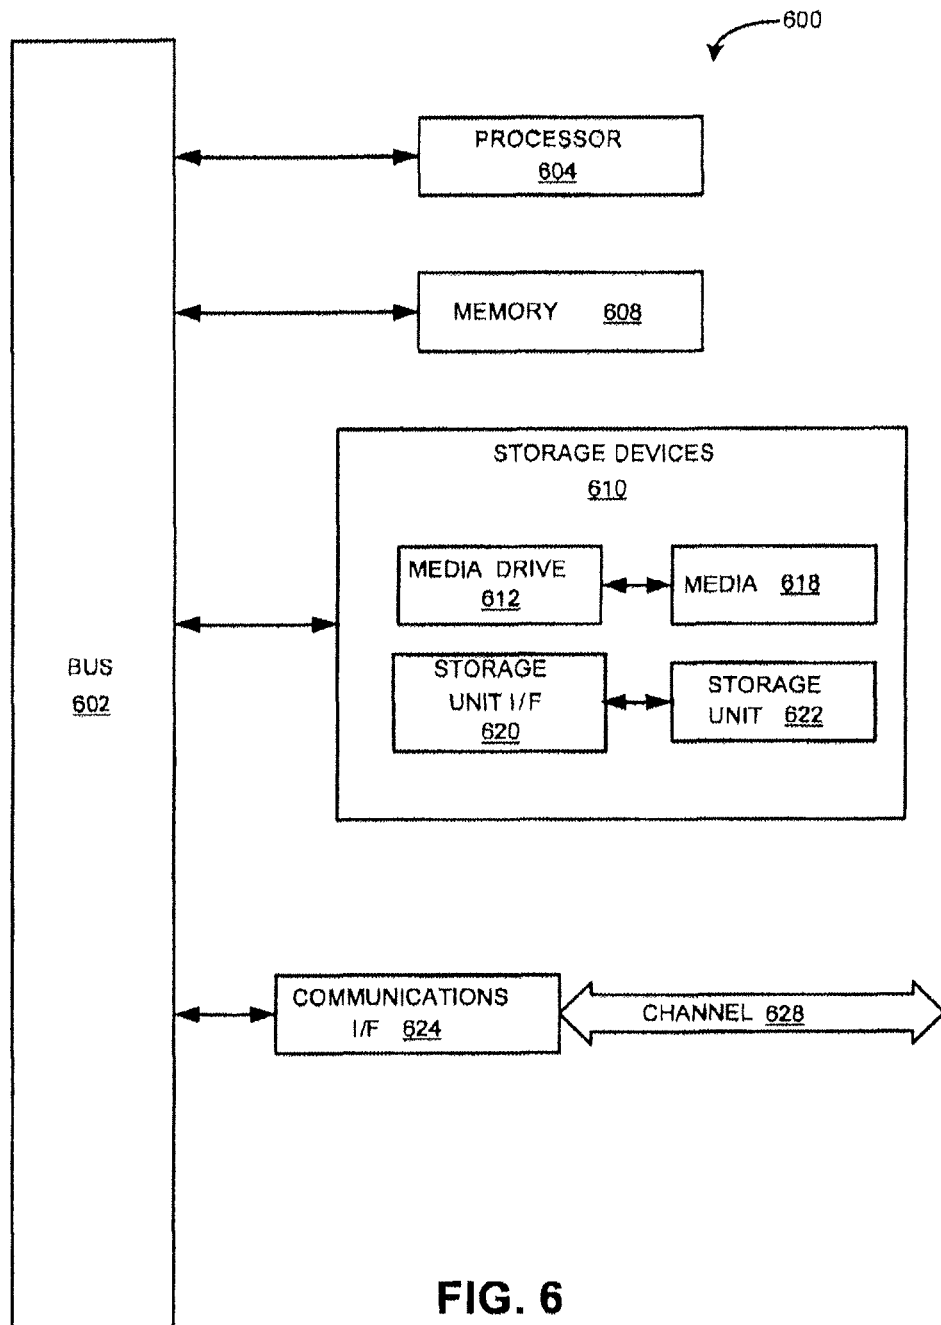 600
PROCESSOR
604
MEMORY 608
STORAGE DEVICES
610
MEDIA DRIVE
612
MEDIA 618
STORAGE
UNIT I/F
620
STORAGE
UNIT 622
BUS
602
COMMUNICATIONS
I/F 624
CHANNEL 628
FIG. 6